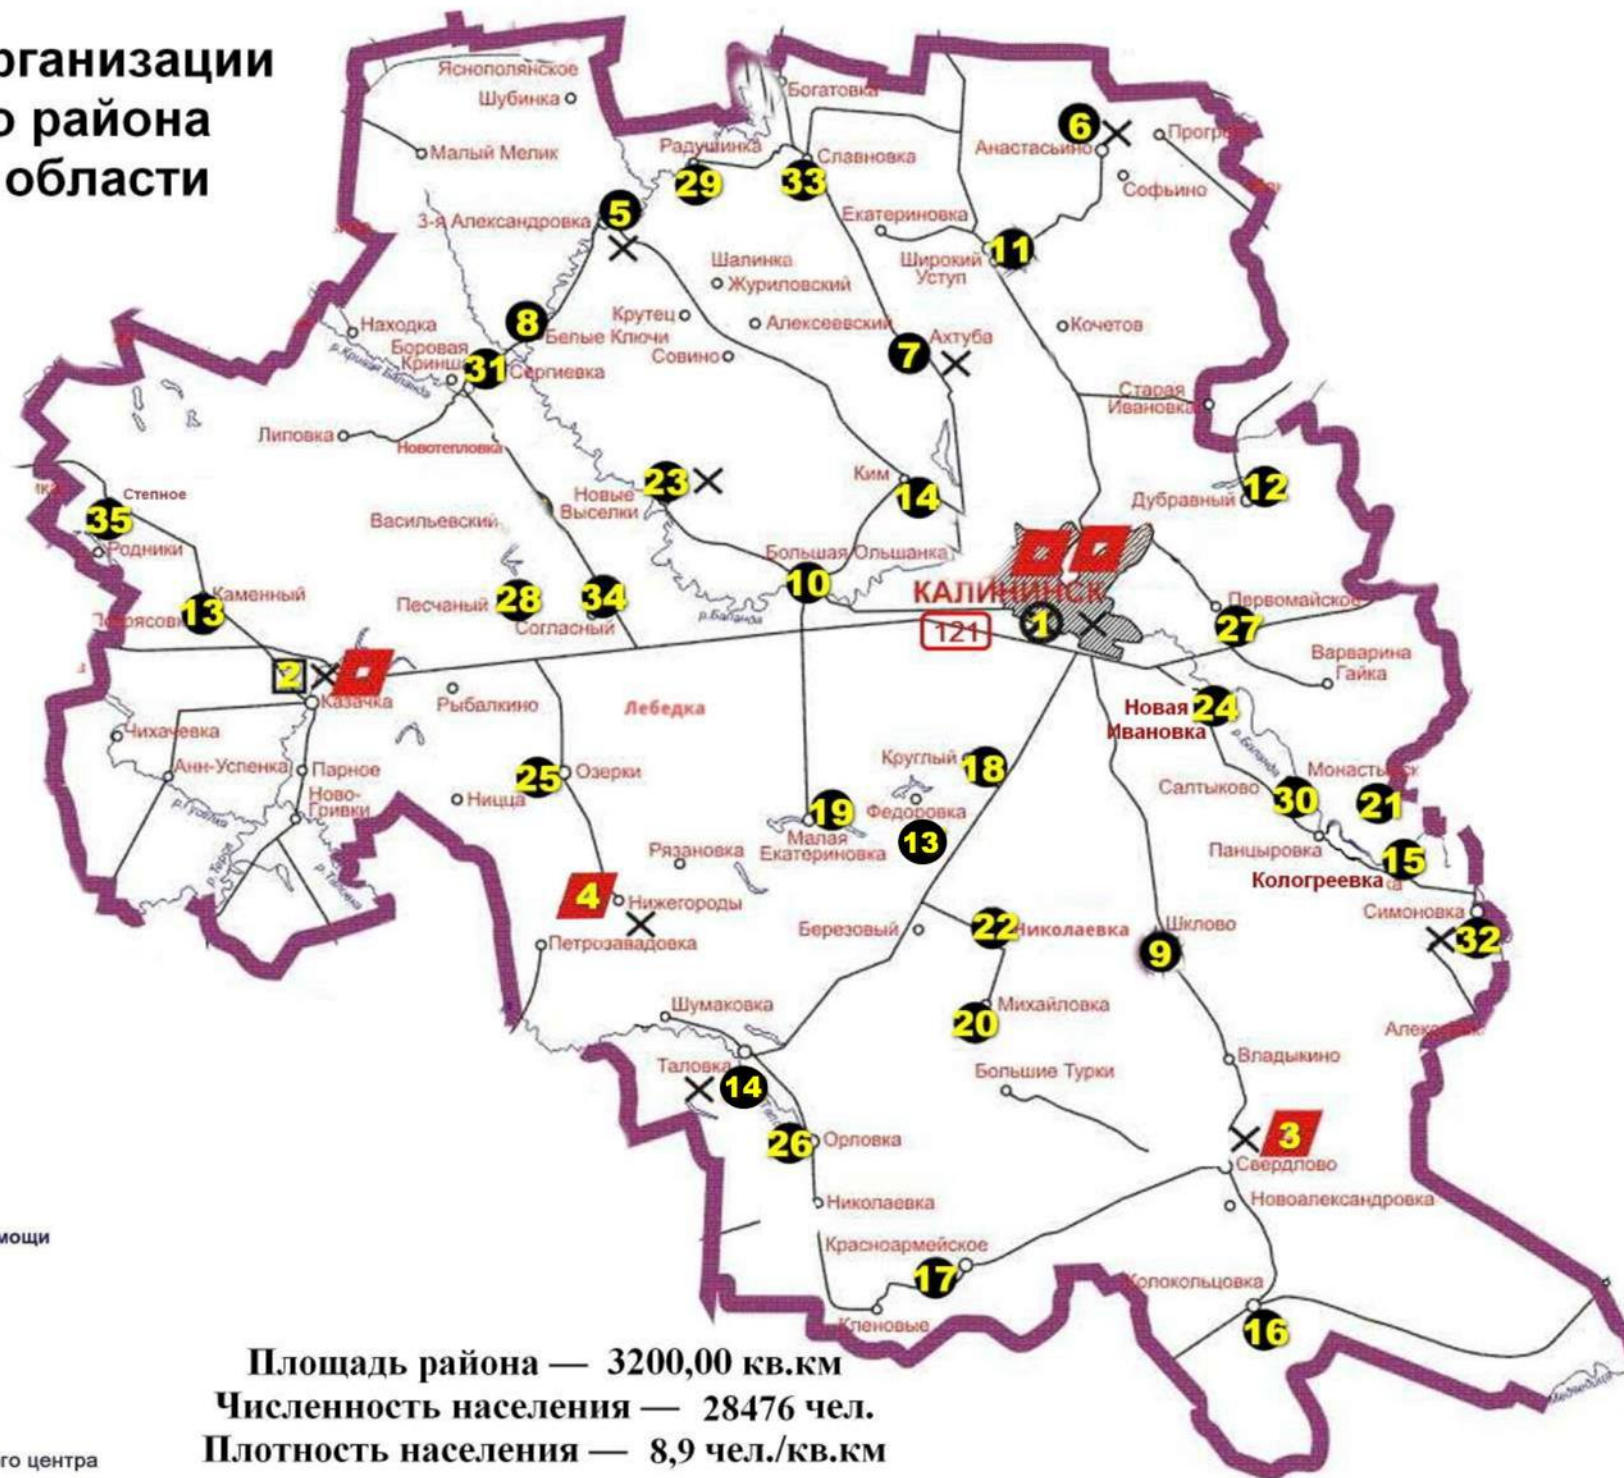 рганизации
о района
области
Яснополянское
Шубинка
Богатовка
Малый Мелик
Радушинка
Славновка
6
Анастасьино
Софьино
29
33
3-я Александровка
5
Екатериновка
Широкий
Уступ
11
Шалинка
Журиловский
Находка
8
Белые Ключи
Крутец
Алексеевский
Кочетов
Боровая
31
Сергиевка
Совино
7
Ахтуба
Старая
Ивановка
Липовка
Новотепловка
23
Новые
Выселки
Ким
14
Дубравный
12
Степное
35
Родники
Васильевский
Большая Ольшанка
10
КАЛИНИНСК
1
121
Каменный
13
Песчаный
28
34
Согласный
р.Баланда
Первомайское
27
Варварина
Гайка
2
Казачка
Рыбалкино
Лебедка
Новая
Ивановка
24
р.Баланда
Чихачевка
Анн-Успенка
Парное
Ново-
Гривки
25
Озерки
Ницца
Круглый
18
Федоровка
13
19
Малая
Екатериновка
Салтыково
30
21
Рязановка
Панцыровка
15
Кологреевка
4
Нижегороды
Петрозавадовка
Березовый
22
Николаевка
9
Шклово
Симоновка
32
Шумаковка
20
Михайловка
Таловка
14
Большие Турки
Владыкино
26
Орловка
3
Свердлово
Николаевка
Новоалександровка
Красноармейское
17
Кленовые
Колокольцовка
16
Медведица
мощи
го центра
Площадь района — 3200,00 кв.км
Численность населения — 28476 чел.
Плотность населения — 8,9 чел./кв.км